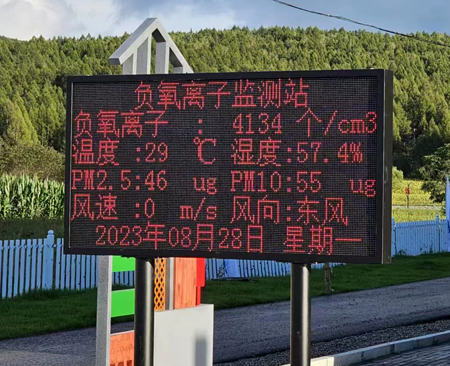 负氧离子监测站
负氧离子 : 4134 个/cm3
温度:29 ℃ 湿度:57.4%
PM2.5:46 ug PM10:55 ug
风速:0 m/s 风向:东风
2023年08月28日 星期一